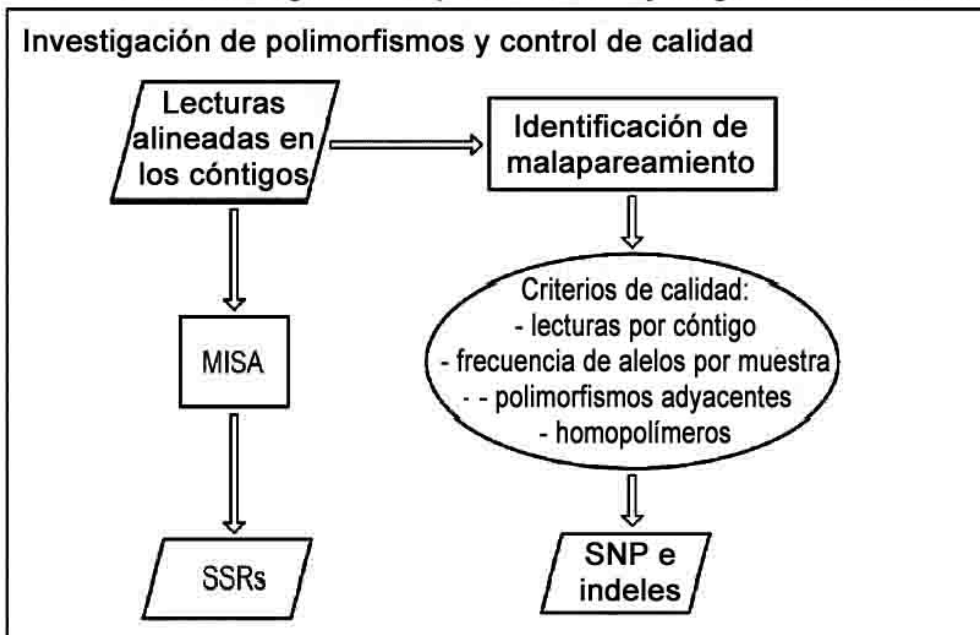 Investigación de polimorfismos y control de calidad
Lecturas
alineadas en
los cóntigos
Identificación de
malapareamiento
Criterios de calidad:
- lecturas por cóntigo
- frecuencia de alelos por muestra
- - polimorfismos adyacentes
- homopolímeros
MISA
SSRs
SNP e
indeles